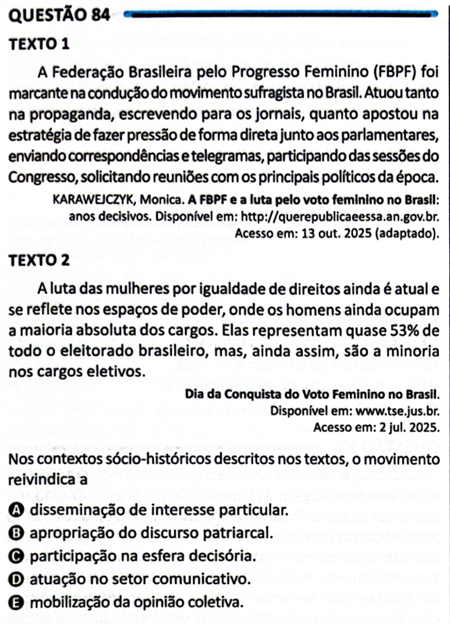 QUESTÃO 84
TEXTO 1
A Federação Brasileira pelo Progresso Feminino (FBPF) foi
marcante na condução do movimento sufragista no Brasil. Atuou tanto
na propaganda, escrevendo para os jornais, quanto apostou na
estratégia de fazer pressão de forma direta junto aos parlamentares,
enviando correspondências e telegramas, participando das sessões do
Congresso, solicitando reuniões com os principais políticos da época.
KARAWEJCZYK, Monica. A FBPF e a luta pelo voto feminino no Brasil:
anos decisivos. Disponível em: http://querepublicaeessa.an.gov.br.
Acesso em: 13 out. 2025 (adaptado).
TEXTO 2
A luta das mulheres por igualdade de direitos ainda é atual e
se reflete nos espaços de poder, onde os homens ainda ocupam
a maioria absoluta dos cargos. Elas representam quase 53% de
todo o eleitorado brasileiro, mas, ainda assim, são a minoria
nos cargos eletivos.
Dia da Conquista do Voto Feminino no Brasil.
Disponível em: www.tse.jus.br.
Acesso em: 2 jul. 2025.
Nos contextos sócio-históricos descritos nos textos, o movimento
reivindica a
A disseminação de interesse particular.
B apropriação do discurso patriarcal.
C participação na esfera decisória.
D atuação no setor comunicativo.
E mobilização da opinião coletiva.